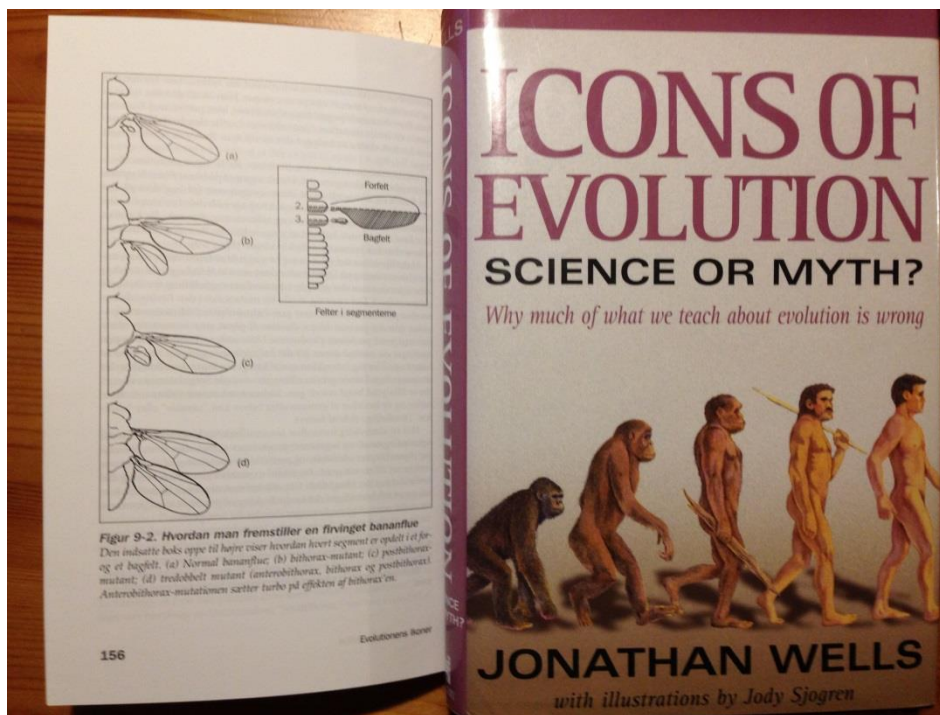 (a)
(b)
(c)
(d)
Forfelt
2.
3.
Bagfelt
Felter i segmenterne
Figur 9-2. Hvordan man fremstiller en firvinget bananflue
Den indsatte boks oppe til højre viser hvordan hvert segment er opdelt i et for-
og et bagfelt. (a) Normal bananflue; (b) bithorax-mutant; (c) postbithorax-
mutant; (d) tredobbelt mutant (anterobithorax, bithorax og postbithorax).
Anterobithorax-mutationen sætter turbo på effekten af bithorax'en.
Evolutionens Ikoner
156
LLS
ICONS OF EVOLUTION
NCE
MYTH?
ICONS OF
EVOLUTION
SCIENCE OR MYTH?
Why much of what we teach about evolution is wrong
JONATHAN WELLS
with illustrations by Jody Sjogren